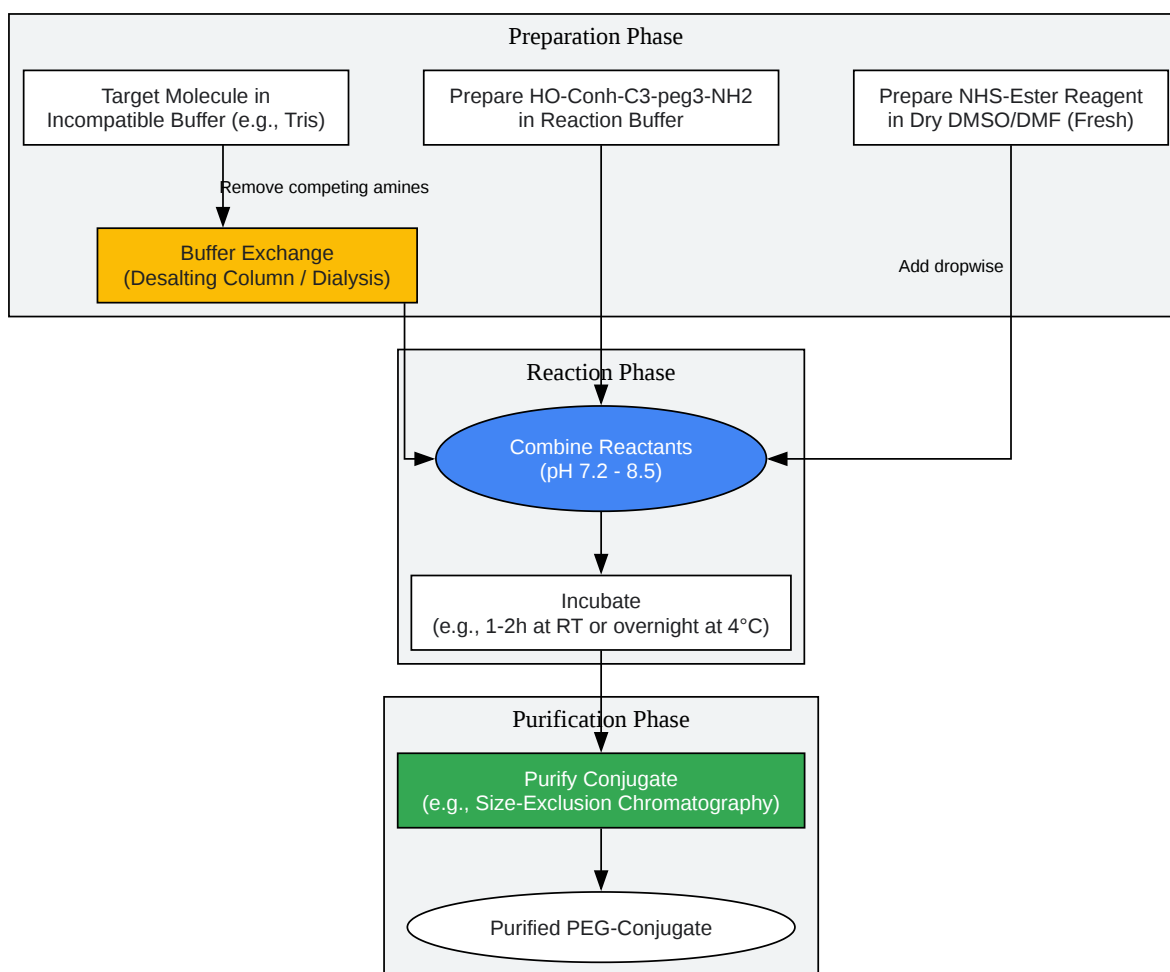 Preparation Phase
Target Molecule in
Incompatible Buffer (e.g., Tris)
Prepare HO-Conh-C3-peg3-NH2
in Reaction Buffer
Prepare NHS-Ester Reagent
in Dry DMSO/DMF (Fresh)
Remove competing amines
Buffer Exchange
(Desalting Column / Dialysis)
Add dropwise
Reaction Phase
Combine Reactants
(pH 7.2 - 8.5)
Incubate
(e.g., 1-2h at RT or overnight at 4°C)
Purification Phase
Purify Conjugate
(e.g., Size-Exclusion Chromatography)
Purified PEG-Conjugate